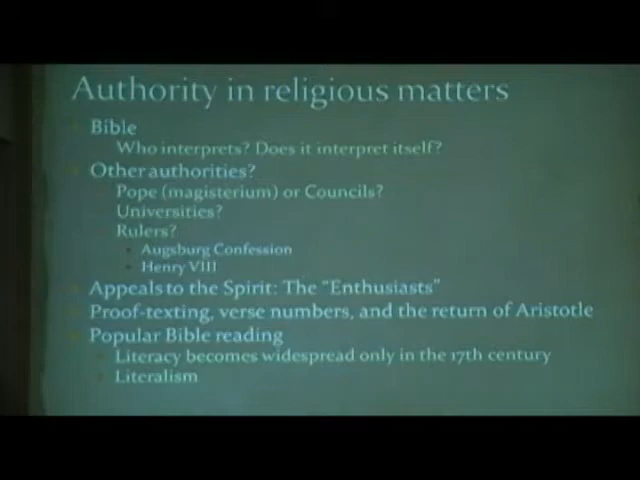 Authority in religious matters
Bible
Who interprets? Does it interpret itself?
Other authorities?
Pope (magisterium) or Councils?
Universities?
Rulers?
Augsburg Confession
Henry VIII
Appeals to the Spirit: The "Enthusiasts"
Proof-texting, verse numbers, and the return of Aristotle
Popular Bible reading
Literacy becomes widespread only in the 17th century
Literalism